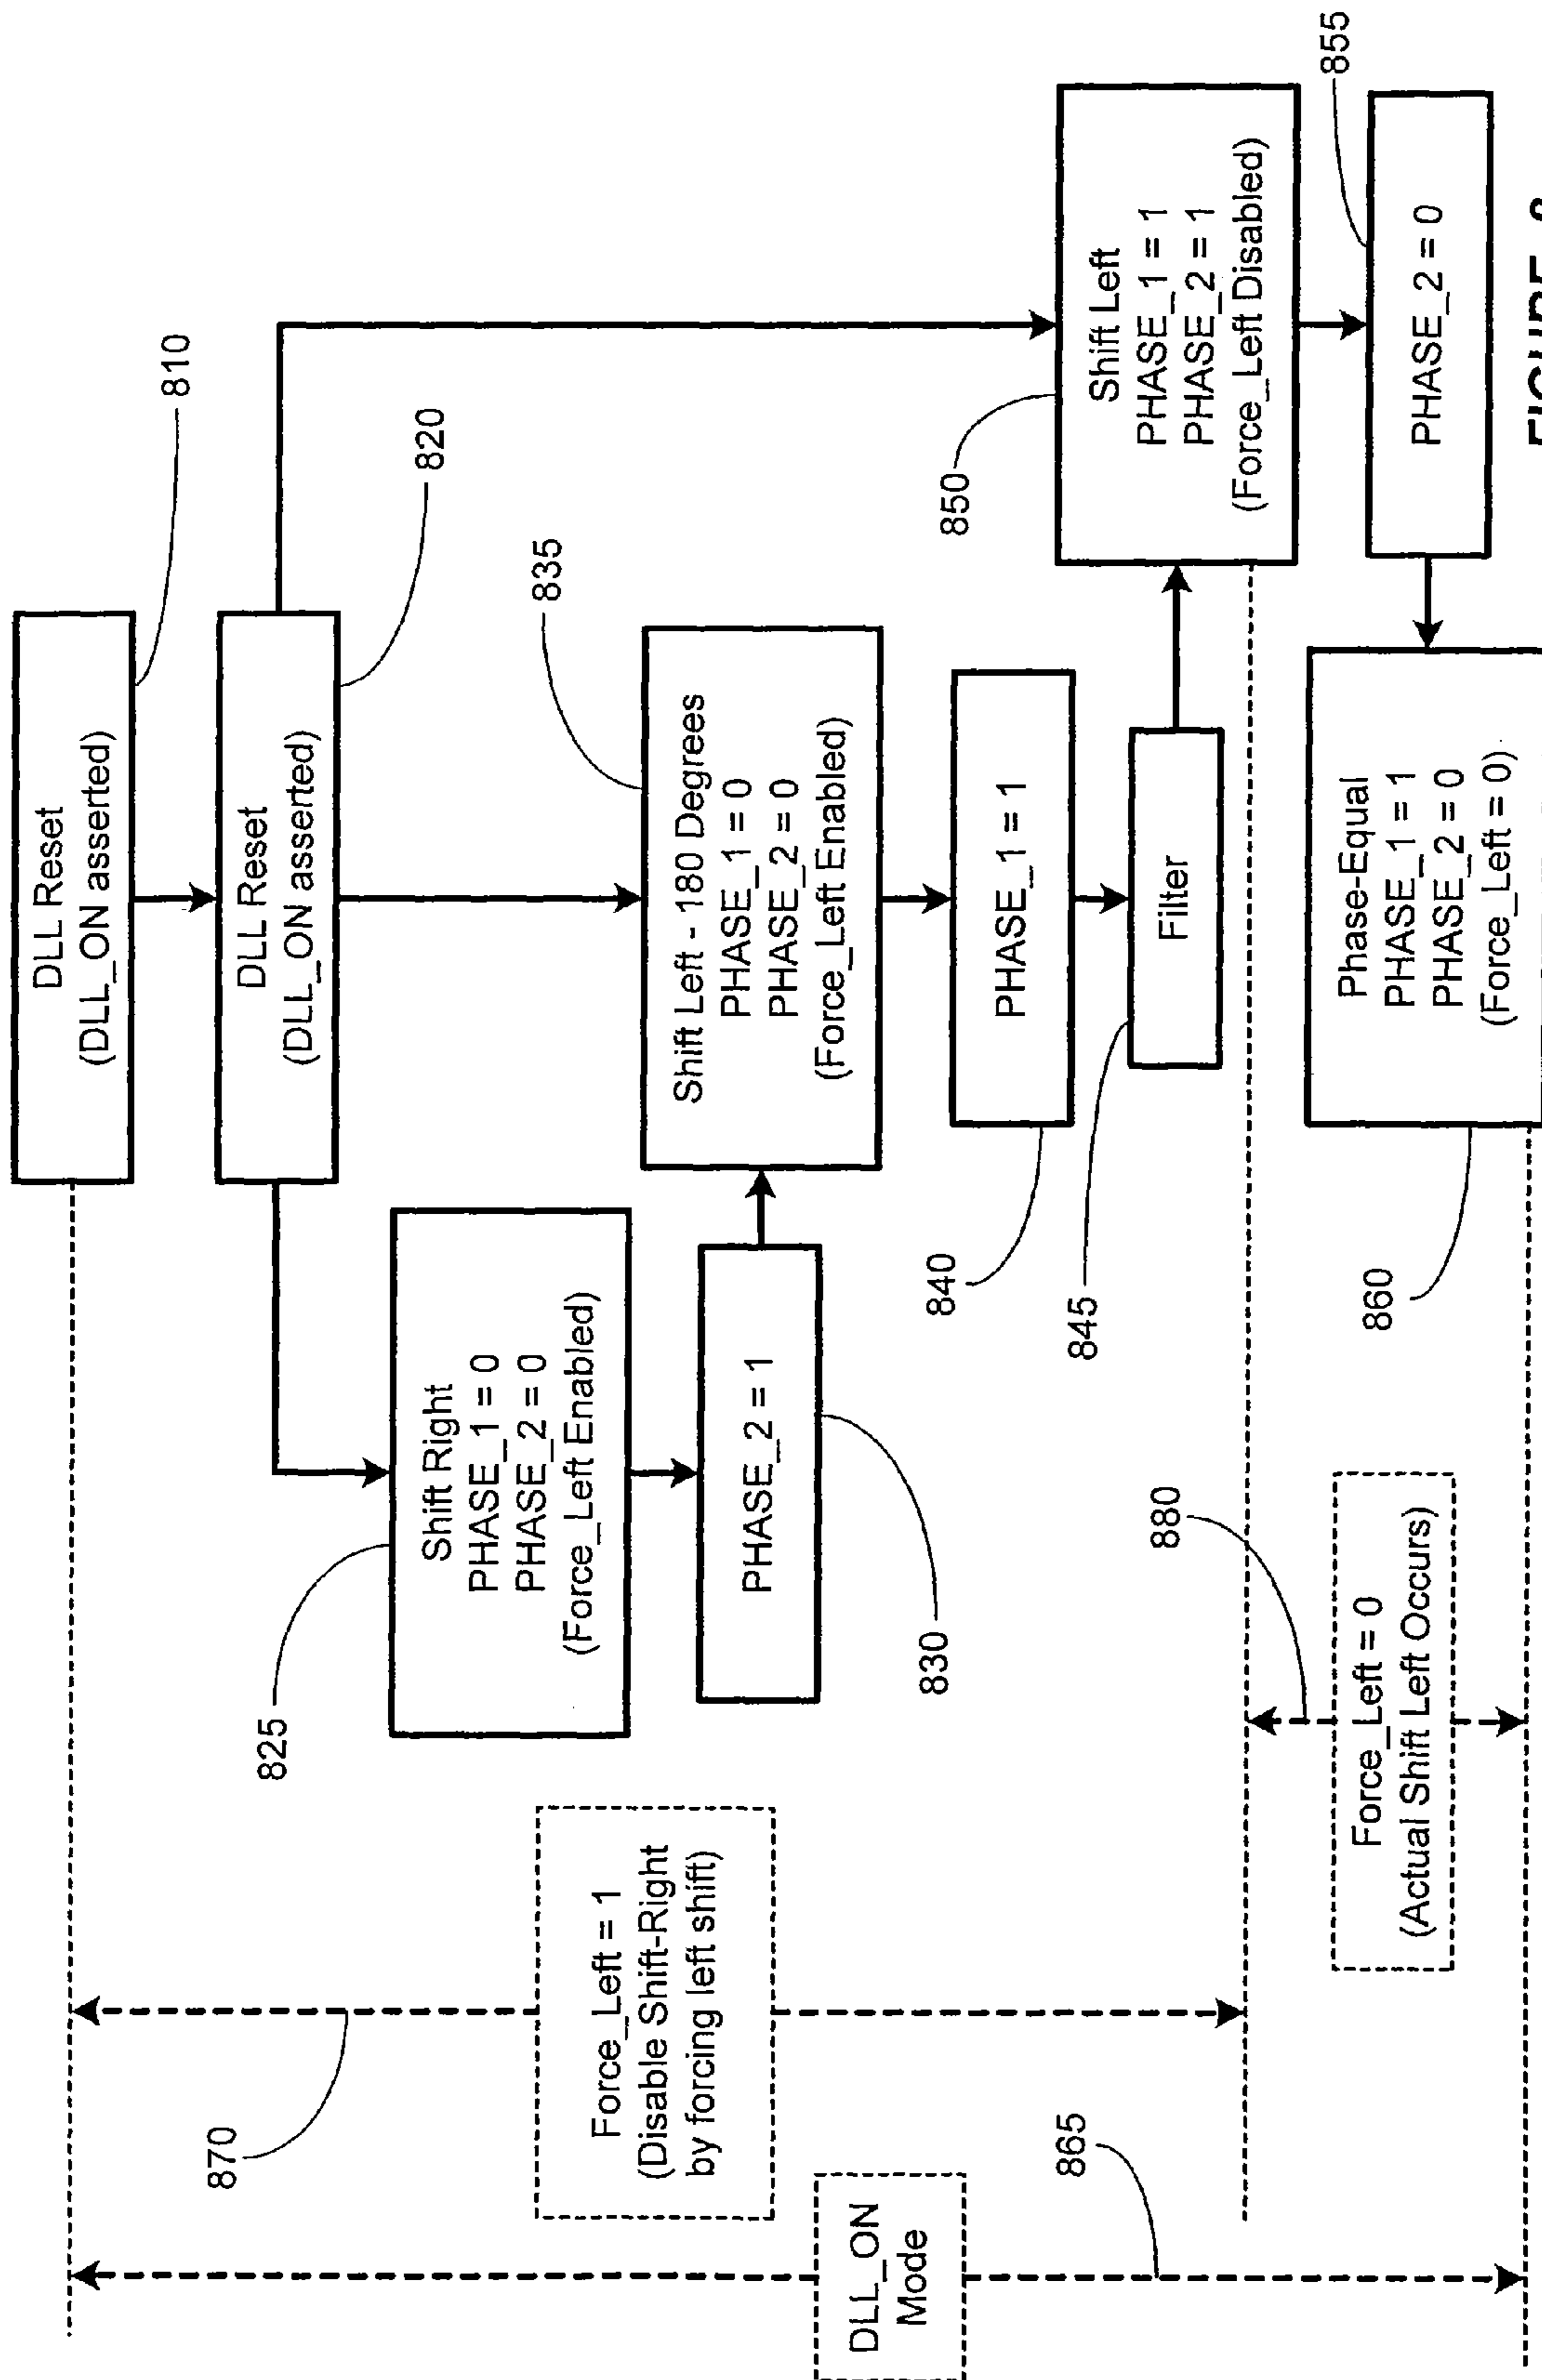 DLL Reset
(DLL_ON asserted)
810
DLL Reset
(DLL_ON asserted)
820
825
Shift Right
PHASE_1 = 0
PHASE_2 = 0
(Force_Left Enabled)
PHASE_2 = 1
830
835
Shift Left - 180 Degrees
PHASE_1 = 0
PHASE_2 = 0
(Force_Left Enabled)
PHASE_1 = 1
840
Filter
845
850
Shift Left
PHASE_1 = 1
PHASE_2 = 1
(Force_Left Disabled)
PHASE_2 = 0
855
Phase-Equal
PHASE_1 = 1
PHASE_2 = 0
(Force_Left = 0)
860
870
Force_Left = 1
(Disable Shift-Right
by forcing left shift)
880
Force_Left = 0
(Actual Shift Left Occurs)
DLL_ON
Mode
865
FIGURE 8